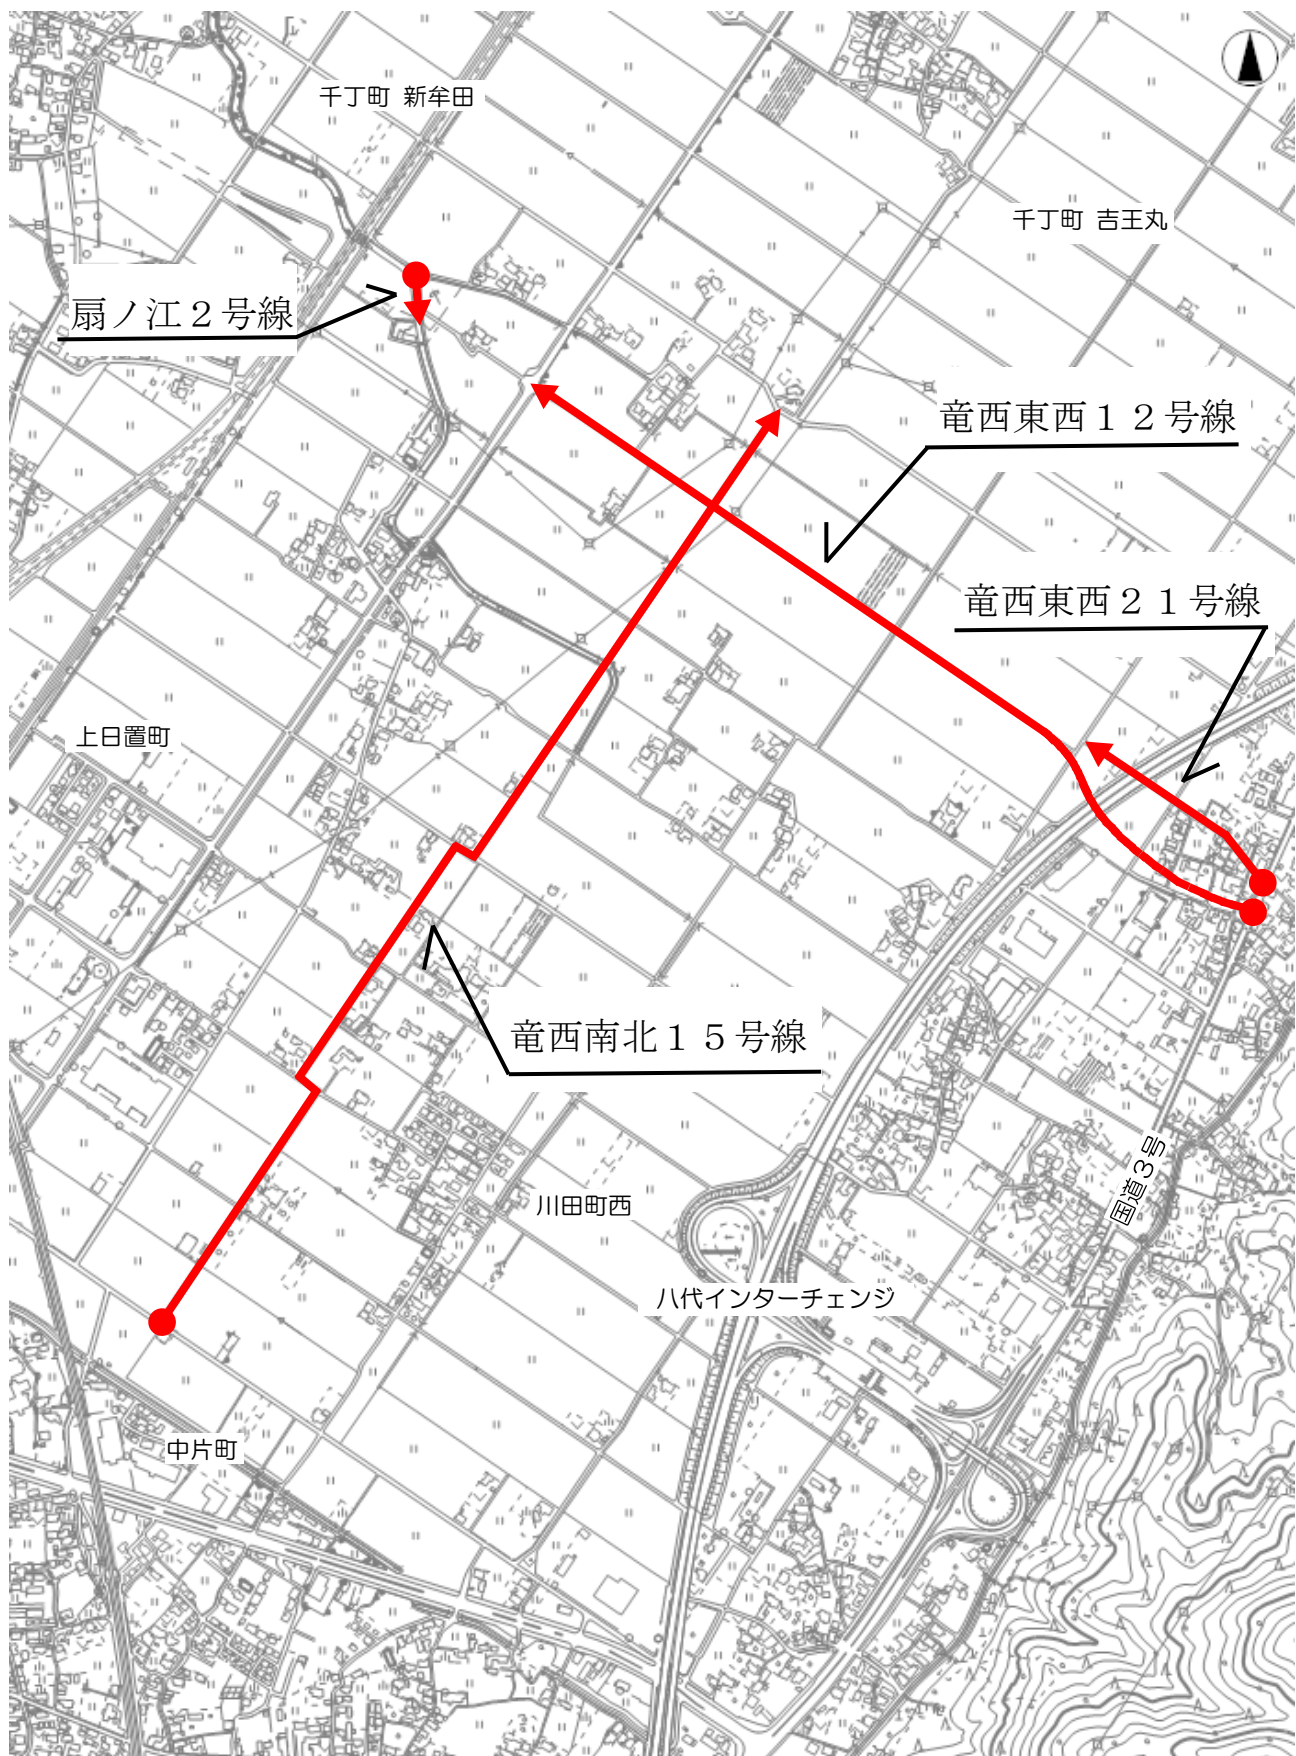 千丁町 新牟田
千丁町 吉王丸
扇ノ江２号線
竜西東西１２号線
竜西東西２１号線
上日置町
竜西南北１５号線
国道3号
川田町西
八代インターチェンジ
中片町